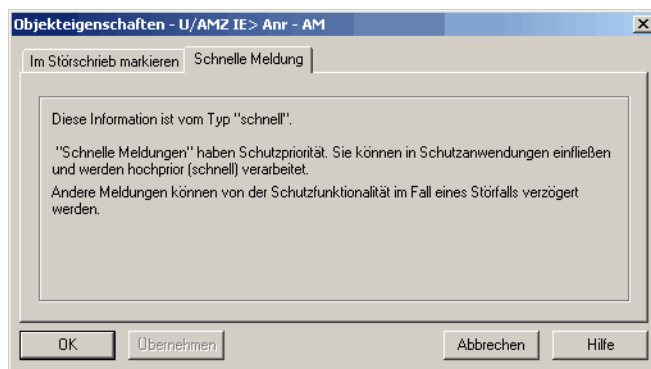 Objekteigenschaften - U/AMZ IE> Anr - AM
Im Störschrieb markieren Schnelle Meldung
Diese Information ist vom Typ "schnell".
"Schnelle Meldungen" haben Schutzpriorität. Sie können in Schutzanwendungen einfließen
und werden hochprior (schnell) verarbeitet.
Andere Meldungen können von der Schutzfunktionalität im Fall eines Störfalls verzögert
werden.
OK Übernehmen Abbrechen Hilfe